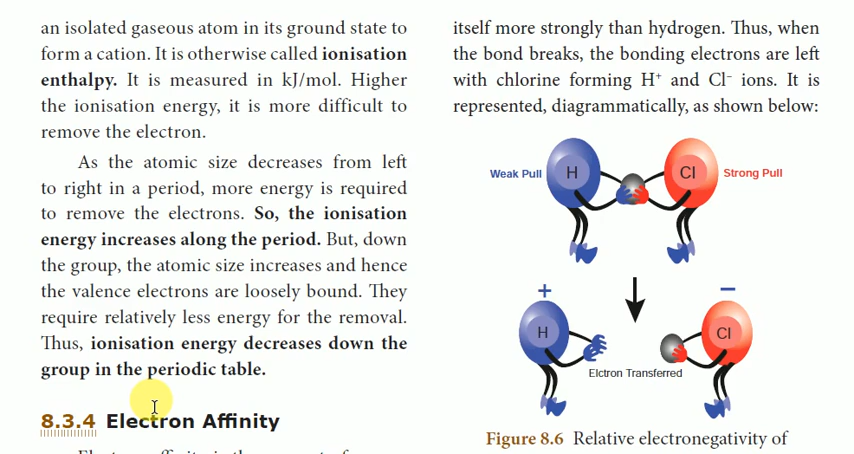 an isolated gaseous atom in its ground state to
form a cation. It is otherwise called ionisation
enthalpy. It is measured in kJ/mol. Higher
the ionisation energy, it is more difficult to
remove the electron.
As the atomic size decreases from left
to right in a period, more energy is required
to remove the electrons. So, the ionisation
energy increases along the period. But, down
the group, the atomic size increases and hence
the valence electrons are loosely bound. They
require relatively less energy for the removal.
Thus, ionisation energy decreases down the
group in the periodic table.
8.3.4 Electron Affinity
itself more strongly than hydrogen. Thus, when
the bond breaks, the bonding electrons are left
with chlorine forming H⁺ and Cl⁻ ions. It is
represented, diagrammatically, as shown below:
Weak Pull H Cl Strong Pull
+ −
H Cl
Elctron Transferred
Figure 8.6 Relative electronegativity of